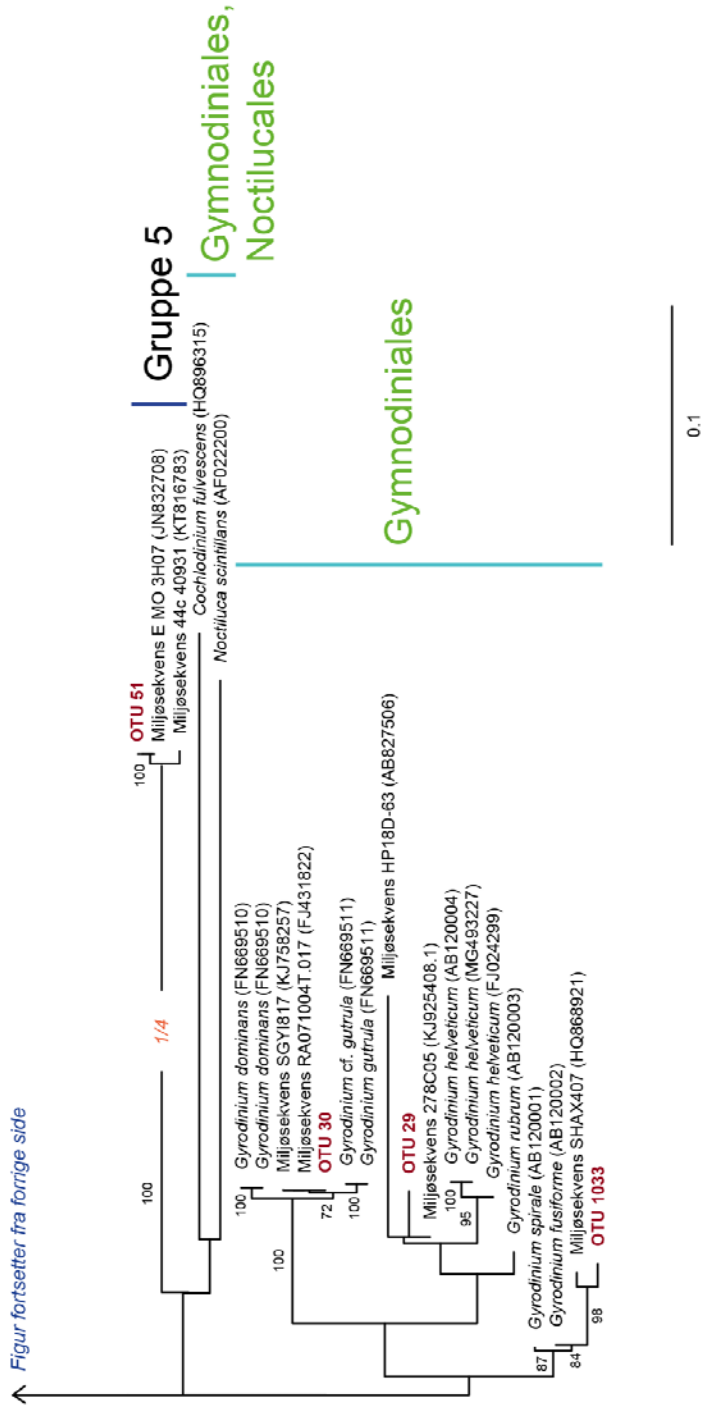 Figur fortsetter fra forrige side
100
1/4
100
OTU 51
Miljøsekvens E MO 3H07 (JN832708)
Miljøsekvens 44c 40931 (KT816783)
Gruppe 5
Cochlodinium fulvescens (HQ896315)
Noctiluca scintillans (AF022200)
Gymnodiniales,
Noctilucales
100
100
Gyrodinium dominans (FN669510)
Gyrodinium dominans (FN669510)
Miljøsekvens SGYI817 (KJ758257)
Miljøsekvens RA071004T.017 (FJ431822)
OTU 30
72
Gyrodinium cf. gutrula (FN669511)
Gyrodinium gutrula (FN669511)
100
Miljøsekvens HP18D-63 (AB827506)
OTU 29
Miljøsekvens 278C05 (KJ925408.1)
Gyrodinium helveticum (AB120004)
100
Gyrodinium helveticum (MG493227)
95
Gyrodinium helveticum (FJ024299)
Gyrodinium rubrum (AB120003)
Gyrodinium spirale (AB120001)
87
Gyrodinium fusiforme (AB120002)
84
Miljøsekvens SHAX407 (HQ868921)
98
OTU 1033
Gymnodiniales
0.1